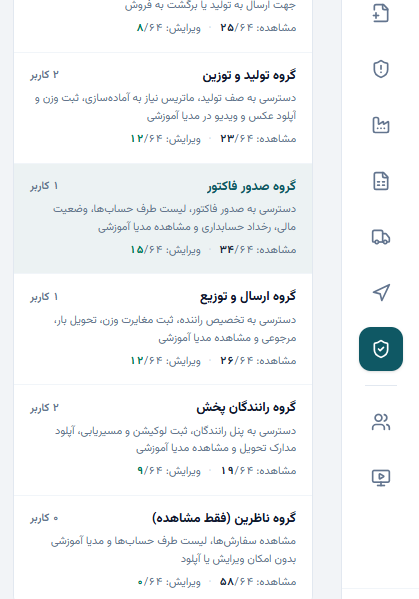 جهت ارسال به تولید یا برگشت به فروش
مشاهده: ۲۵/۶۴ · ویرایش: ۸/۶۴
گروه تولید و توزین
۲ کاربر
دسترسی به صف تولید، ماتریس نیاز به آماده‌سازی، ثبت وزن و
آپلود عکس و ویدیو در مدیا آموزشی
مشاهده: ۲۳/۶۴ · ویرایش: ۱۲/۶۴
گروه صدور فاکتور
۱ کاربر
دسترسی به صدور فاکتور، لیست طرف حساب‌ها، وضعیت
مالی، رخداد حسابداری و مشاهده مدیا آموزشی
مشاهده: ۳۴/۶۴ · ویرایش: ۱۵/۶۴
گروه ارسال و توزیع
۱ کاربر
دسترسی به تخصیص راننده، ثبت مغایرت وزن، تحویل بار،
مرجوعی و مشاهده مدیا آموزشی
مشاهده: ۲۶/۶۴ · ویرایش: ۱۲/۶۴
گروه رانندگان پخش
۲ کاربر
دسترسی به پنل رانندگان، ثبت لوکیشن و مسیریابی، آپلود
مدارک تحویل و مشاهده مدیا آموزشی
مشاهده: ۱۹/۶۴ · ویرایش: ۹/۶۴
گروه ناظرین (فقط مشاهده)
۰ کاربر
مشاهده سفارش‌ها، لیست طرف حساب‌ها و مدیا آموزشی
بدون امکان ویرایش یا آپلود
مشاهده: ۵۸/۶۴ · ویرایش: ۰/۶۴